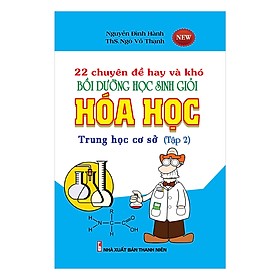 Nguyễn Đình Hành
ThS. Ngô Võ Thạnh
NEW
22 chuyên đề hay và khó
BỒI DƯỠNG HỌC SINH GIỎI
HÓA HỌC
Trung học cơ sở (Tập 2)
H
O
N
C
C
H
O
H
H
NHÀ XUẤT BẢN THANH NIÊN